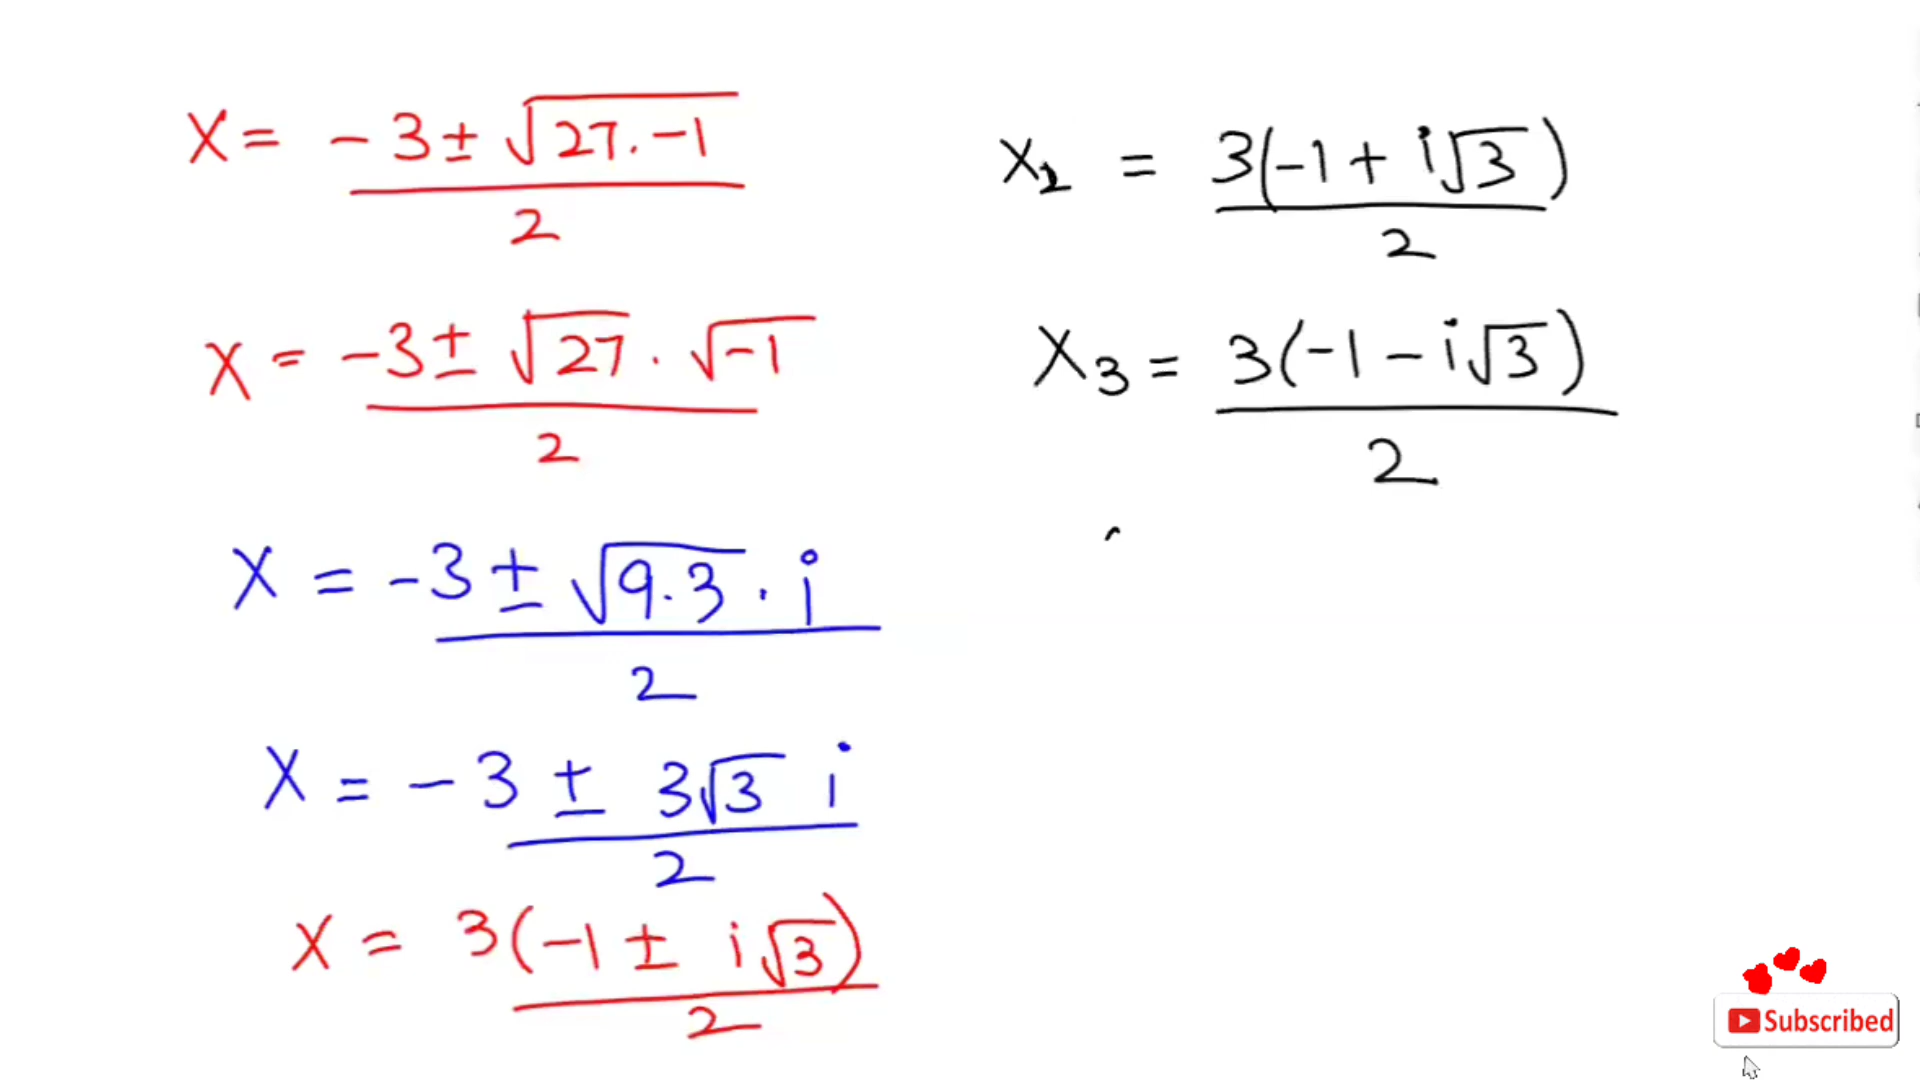 X = -3 ± √27 . -1 / 2
X = -3 ± √27 . √-1 / 2
X = -3 ± √9.3 . i / 2
X = -3 ± 3√3 i / 2
X = 3(-1 ± i√3) / 2
X₂ = 3(-1 + i√3) / 2
X₃ = 3(-1 - i√3) / 2
Subscribed